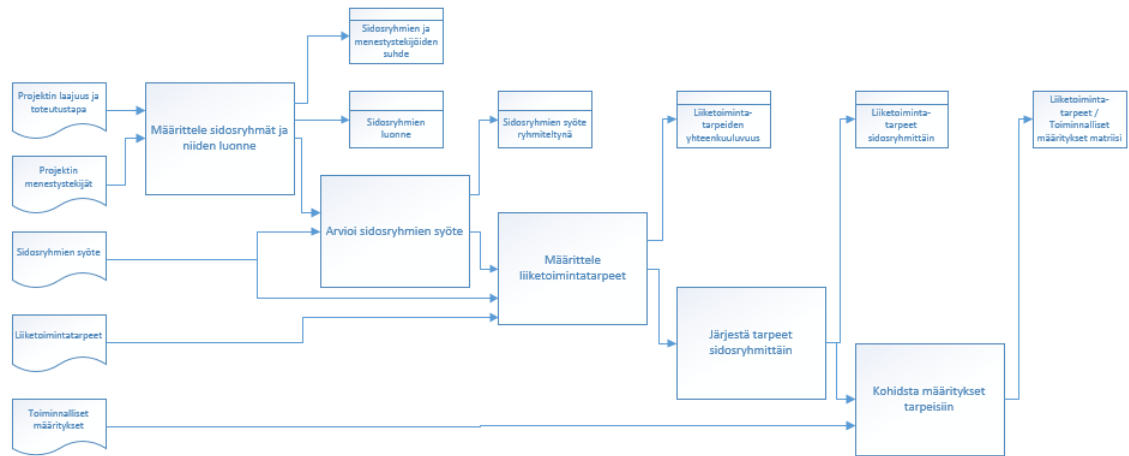 Sidosryhmien ja
menestystekijöiden
suhde
Projektin laajuus ja
toteutustapa
Määrittele sidosryhmät ja
niiden luonne
Sidosryhmien
luonne
Sidosryhmien syöte
ryhmiteltynä
Liiketoiminta-
tarpeiden
yhteenkuuluvuus
Liiketoiminta-
tarpeet
sidosryhmittäin
Liiketoiminta-
tarpeet /
Toiminnalliset
määritykset matriisi
Projektin
menestystekijät
Arvioi sidosryhmien syöte
Sidosryhmien syöte
Määrittele
liiketoimintatarpeet
Liiketoimintatarpeet
Järjestä tarpeet
sidosryhmittäin
Kohidsta määritykset
tarpeisiin
Toiminnalliset
määritykset